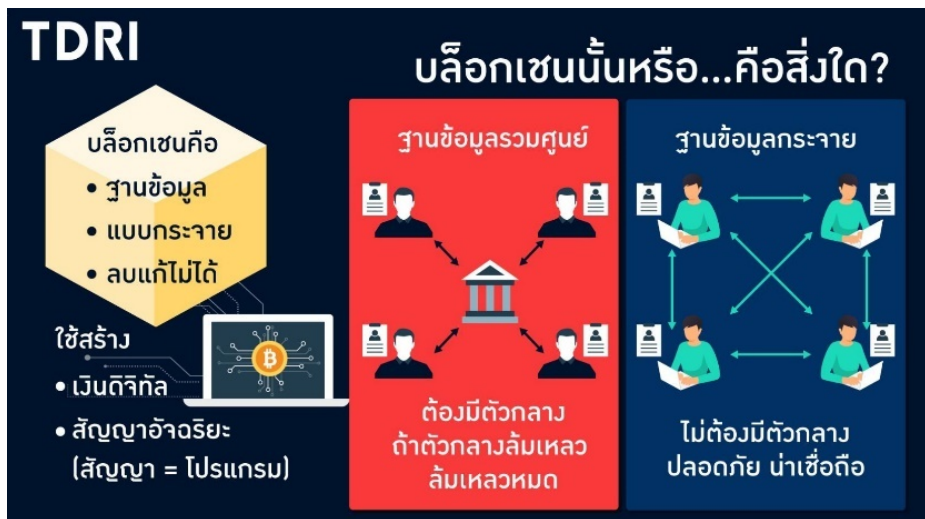 TDRI
บล็อกเชนนั้นหรือ...คือสิ่งใด?
บล็อกเชนคือ
• ฐานข้อมูล
• แบบกระจาย
• ลบแก้ไม่ได้
ใช้สร้าง
• เงินดิจิทัล
• สัญญาอัจฉริยะ
(สัญญา = โปรแกรม)
ฐานข้อมูลรวมศูนย์
ต้องมีตัวกลาง
ถ้าตัวกลางล้มเหลว
ล้มเหลวหมด
ฐานข้อมูลกระจาย
ไม่ต้องมีตัวกลาง
ปลอดภัย น่าเชื่อถือ